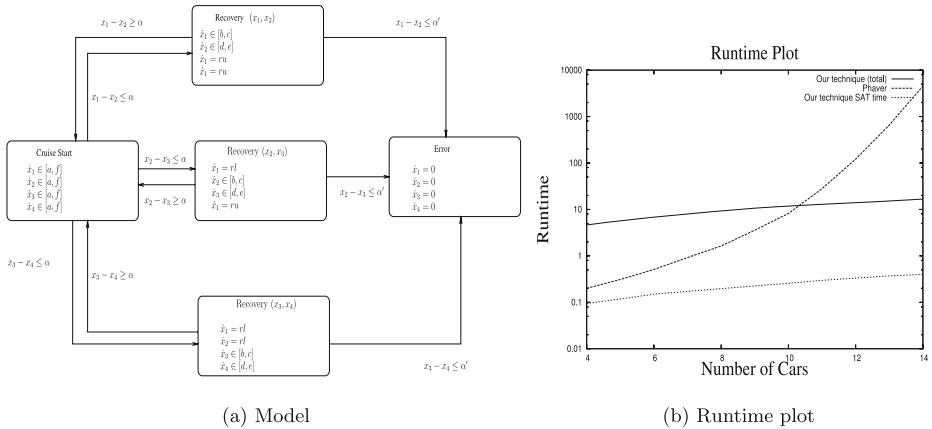 Recovery (x₁, x₂)
ẋ₁ ∈ [b, c]
ẋ₂ ∈ [d, e]
ẋ₁ = ru
ẋ₁ = ru
x₁ − x₂ ≥ α
x₁ − x₂ ≤ α′
x₁ − x₂ ≤ α
Cruise Start
ẋ₁ ∈ [a, f]
ẋ₂ ∈ [a, f]
ẋ₃ ∈ [a, f]
ẋ₄ ∈ [a, f]
x₂ − x₃ ≤ α
x₂ − x₃ ≥ α
Recovery (x₂, x₃)
ẋ₁ = rl
ẋ₂ ∈ [b, c]
ẋ₃ ∈ [d, e]
ẋ₁ = ru
x₂ − x₃ ≤ α′
Error
ẋ₁ = 0
ẋ₂ = 0
ẋ₃ = 0
ẋ₄ = 0
x₃ − x₄ ≤ α
x₃ − x₄ ≥ α
Recovery (x₃, x₄)
ẋ₁ = rl
ẋ₂ = rl
ẋ₃ ∈ [b, c]
ẋ₄ ∈ [d, e]
x₃ − x₄ ≤ α′
(a) Model
Runtime Plot
Our technique (total)
Phaver
Our technique SAT time
10000
1000
100
10
1
0.1
0.01
Runtime
4 6 8 10 12 14
Number of Cars
(b) Runtime plot